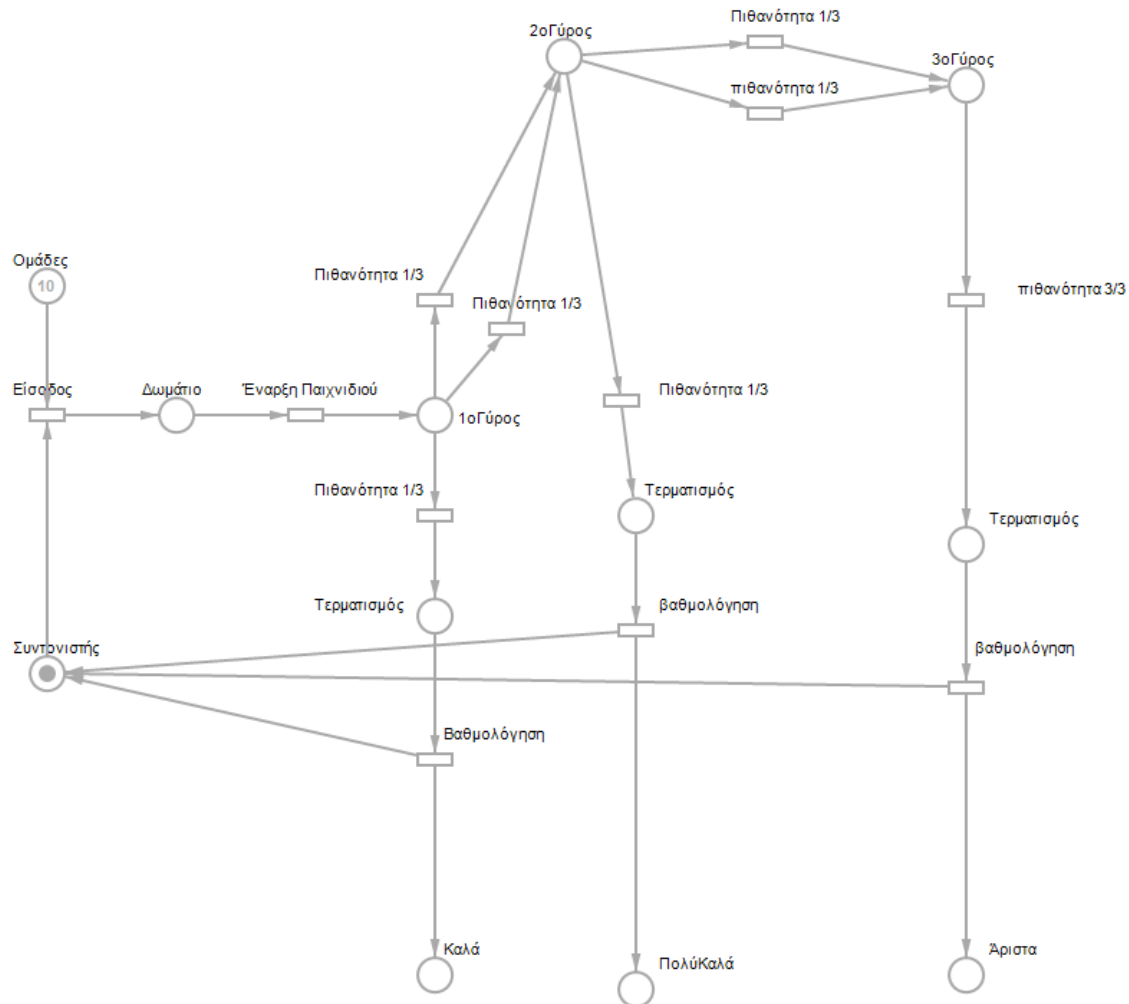 Πιθανότητα 1/3
2οΓύρος
3οΓύρος
πιθανότητα 1/3
Ομάδες
10
Πιθανότητα 1/3
Πιθανότητα 1/3
πιθανότητα 3/3
Είσοδος
Δωμάτιο
Έναρξη Παιχνιδιού
Πιθανότητα 1/3
1οΓύρος
Πιθανότητα 1/3
Τερματισμός
Τερματισμός
Τερματισμός
βαθμολόγηση
Συντονιστής
βαθμολόγηση
Βαθμολόγηση
Καλά
ΠολύΚαλά
Άριστα